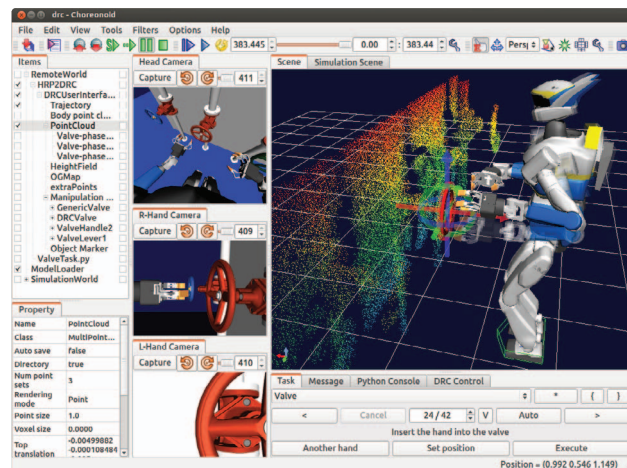 drc - Choreonoid
File Edit View Tools Filters Options Help
383.445 0.00 : 383.44 Persp
Items
RemoteWorld
HRP2DRC
DRCUserInterfa...
Trajectory
Body point cl...
PointCloud
Valve-phase...
Valve-phase...
Valve-phase...
HeightField
OGMap
extraPoints
Manipulation ...
GenericValve
DRCValve
ValveHandle2
ValveLever1
Object Marker
ValveTask.py
ModelLoader
SimulationWorld
Property
Name PointCloud
Class MultiPoint...
Auto save false
Directory true
Num point sets 3
Rendering mode Point
Point size 1.0
Voxel size 0.0000
Top translation -0.00499882
-0.000108484
Head Camera
Capture 411
R-Hand Camera
Capture 409
L-Hand Camera
Capture 410
Scene Simulation Scene
Task Message Python Console DRC Control
Valve * ( )
< Cancel 24 / 42 V Auto >
Insert the hand into the valve
Another hand Set position Execute
Position = (0.992 0.546 1.149)